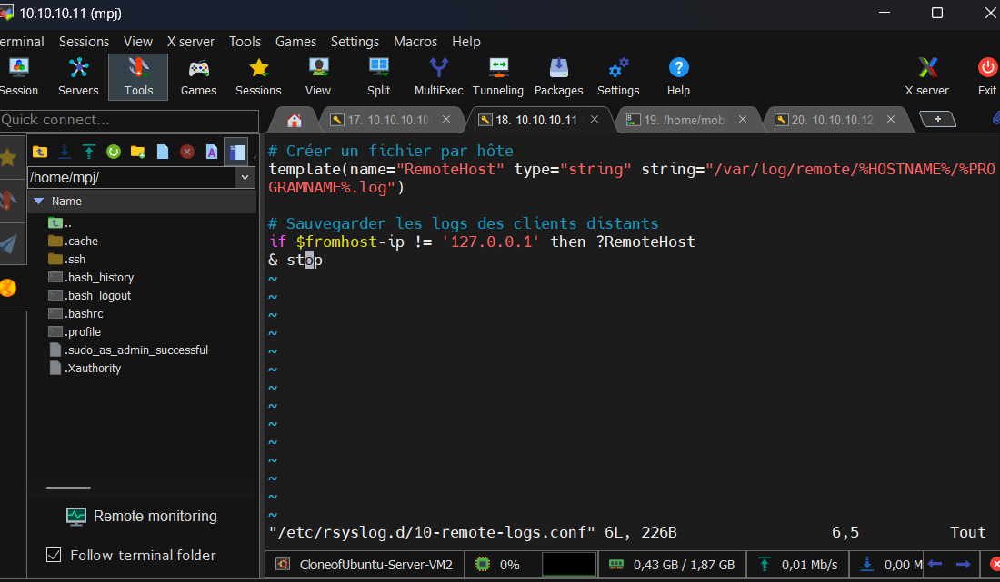 10.10.10.11 (mpj)
erminal Sessions View X server Tools Games Settings Macros Help
Session Servers Tools Games Sessions View Split MultiExec Tunneling Packages Settings Help X server Exit
Quick connect...
17. 10.10.10.10
18. 10.10.10.11
19. /home/mob
20. 10.10.10.12
/home/mpj/
Name
..
.cache
.ssh
.bash_history
.bash_logout
.bashrc
.profile
.sudo_as_admin_successful
.Xauthority
Remote monitoring
Follow terminal folder
# Créer un fichier par hôte
template(name="RemoteHost" type="string" string="/var/log/remote/%HOSTNAME%/%PRO
GRAMNAME%.log")
# Sauvegarder les logs des clients distants
if $fromhost-ip != '127.0.0.1' then ?RemoteHost
& stop
~
~
~
~
~
~
~
~
~
~
~
~
~
~
"/etc/rsyslog.d/10-remote-logs.conf" 6L, 226B 6,5 Tout
CloneofUbuntu-Server-VM2 0% 0,43 GB / 1,87 GB 0,01 Mb/s 0,00 M